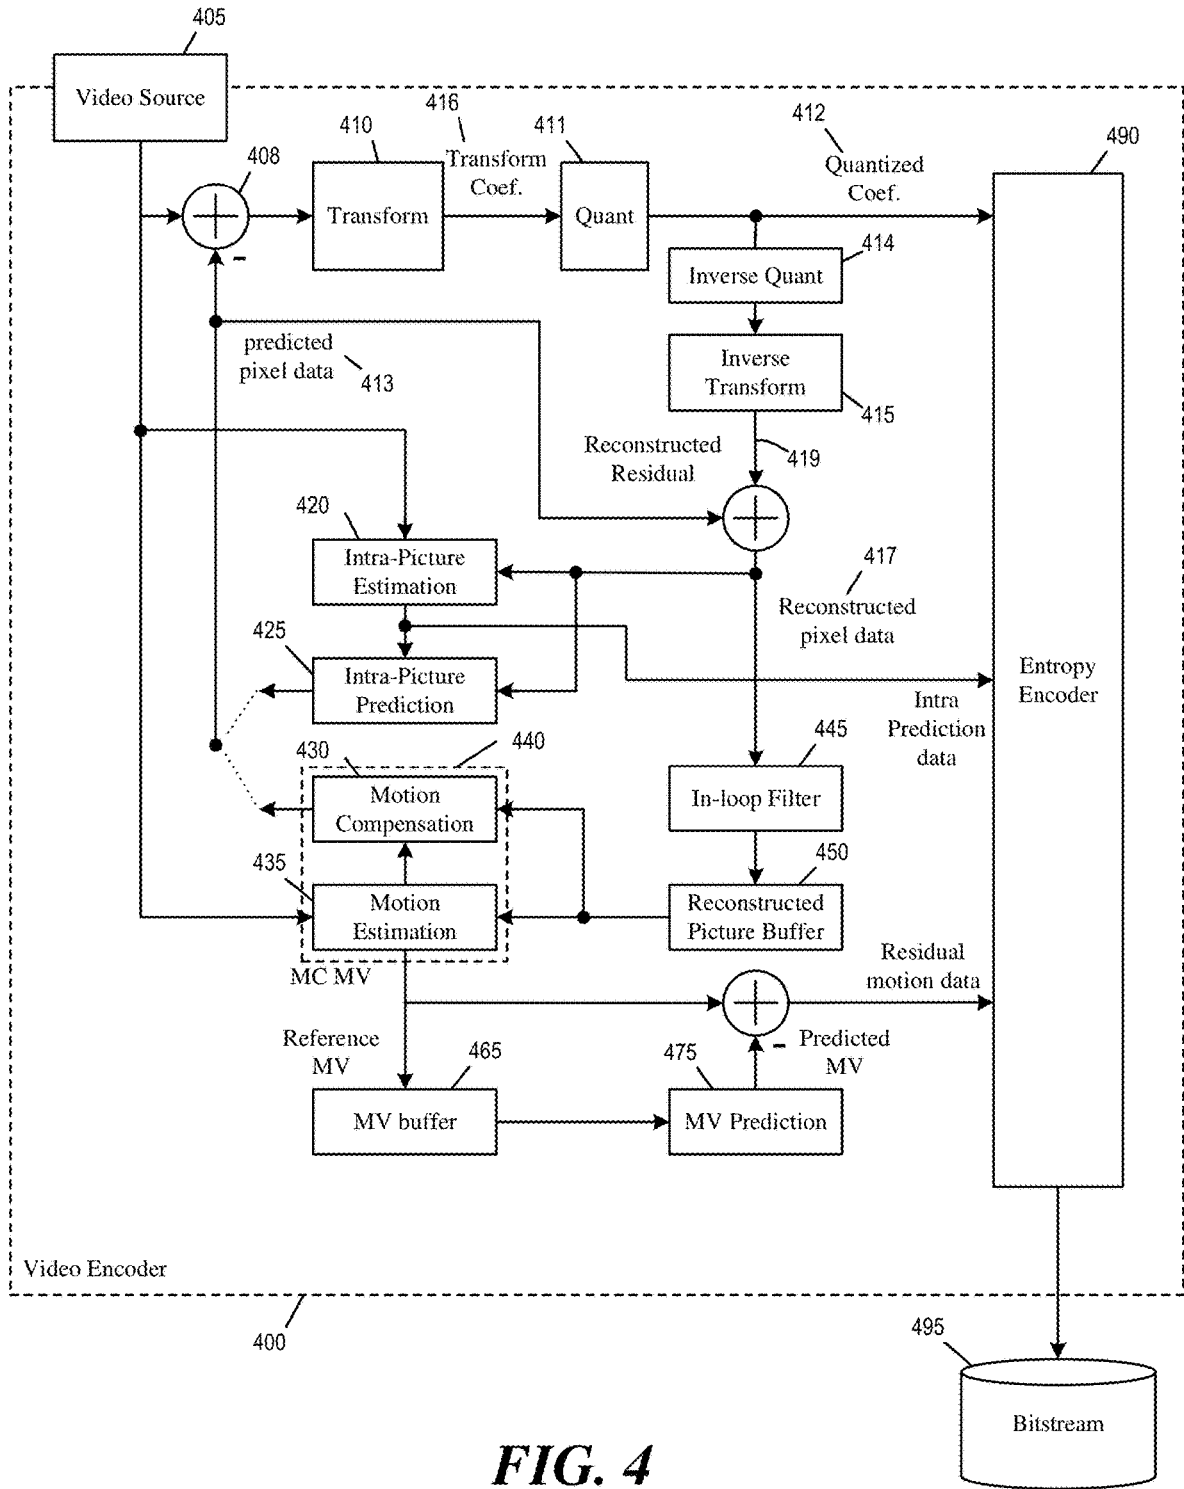 405
Video Source
408
410
416
Transform
Coef.
411
412
Quantized
Coef.
490
Transform
Quant
-
414
Inverse Quant
predicted
pixel data
413
Inverse
Transform
415
Reconstructed
Residual
419
420
Intra-Picture
Estimation
417
Reconstructed
pixel data
425
Intra-Picture
Prediction
Entropy
Encoder
Intra
Prediction
data
430
440
445
Motion
Compensation
In-loop Filter
435
450
Motion
Estimation
Reconstructed
Picture Buffer
MC MV
Residual
motion data
Reference
MV
465
475
-
Predicted
MV
MV buffer
MV Prediction
Video Encoder
400
495
Bitstream
FIG. 4